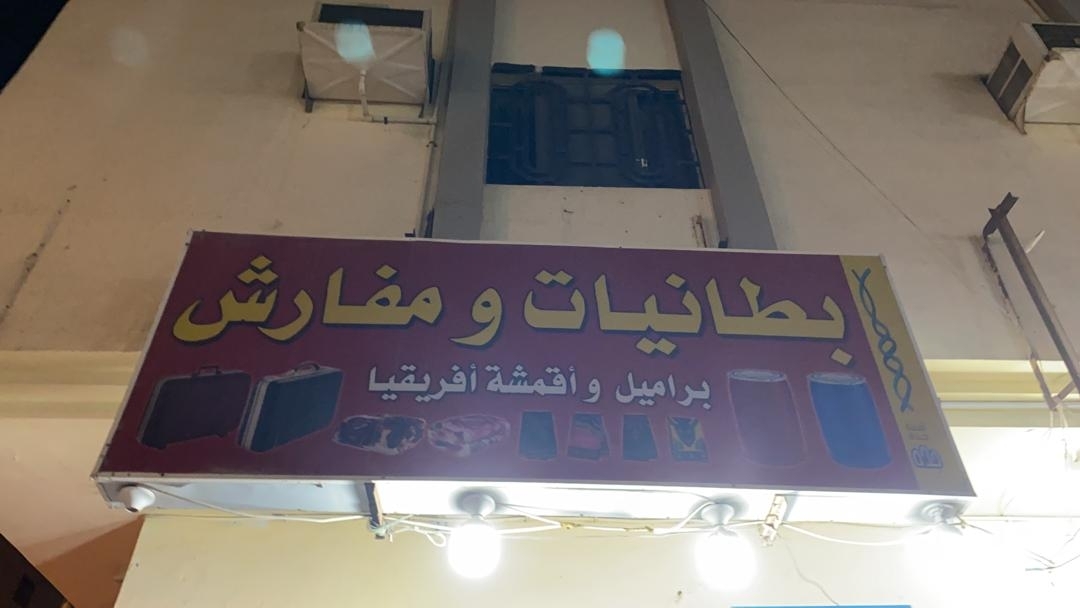 بطانيات و مفارش
براميل و أقمشة أفريقيا